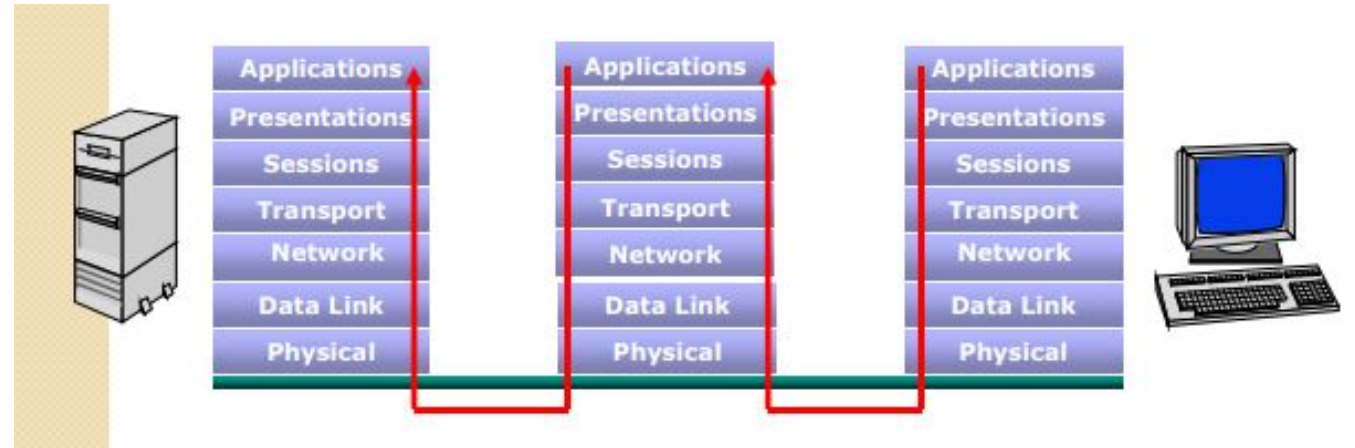 Applications
Presentations
Sessions
Transport
Network
Data Link
Physical
Applications
Presentations
Sessions
Transport
Network
Data Link
Physical
Applications
Presentations
Sessions
Transport
Network
Data Link
Physical